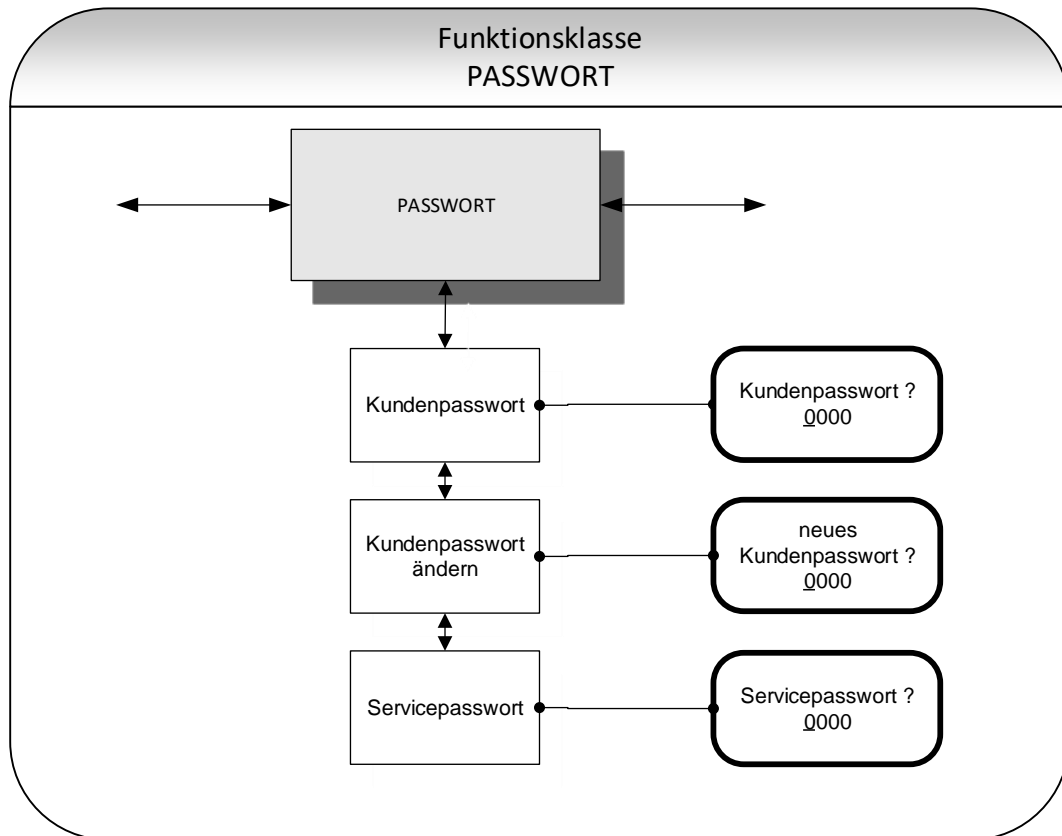 Funktionsklasse
PASSWORT
PASSWORT
Kundenpasswort
Kundenpasswort ?
0000
Kundenpasswort
ändern
neues
Kundenpasswort ?
0000
Servicepasswort
Servicepasswort ?
0000